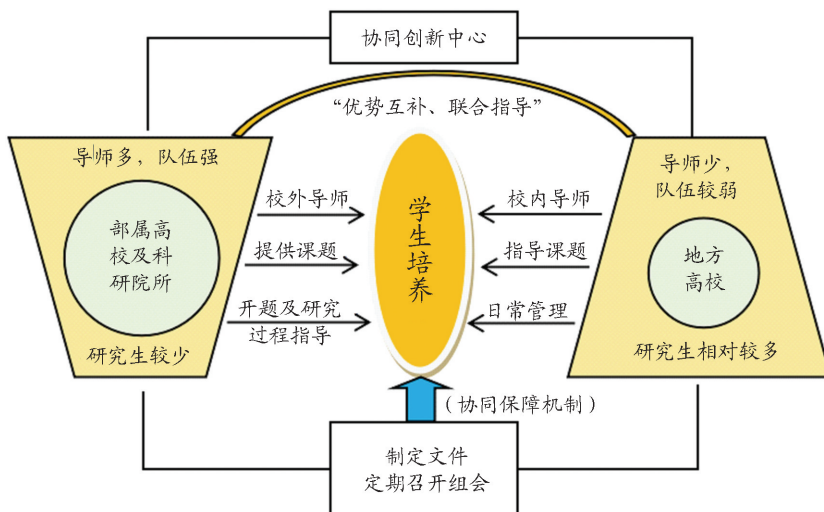 协同创新中心
“优势互补、联合指导”
导师多，队伍强
部属高
校及科
研院所
研究生较少
校外导师
提供课题
开题及研究
过程指导
学生培养
校内导师
指导课题
日常管理
导师少，
队伍较弱
地方
高校
研究生相对较多
（协同保障机制）
制定文件
定期召开组会